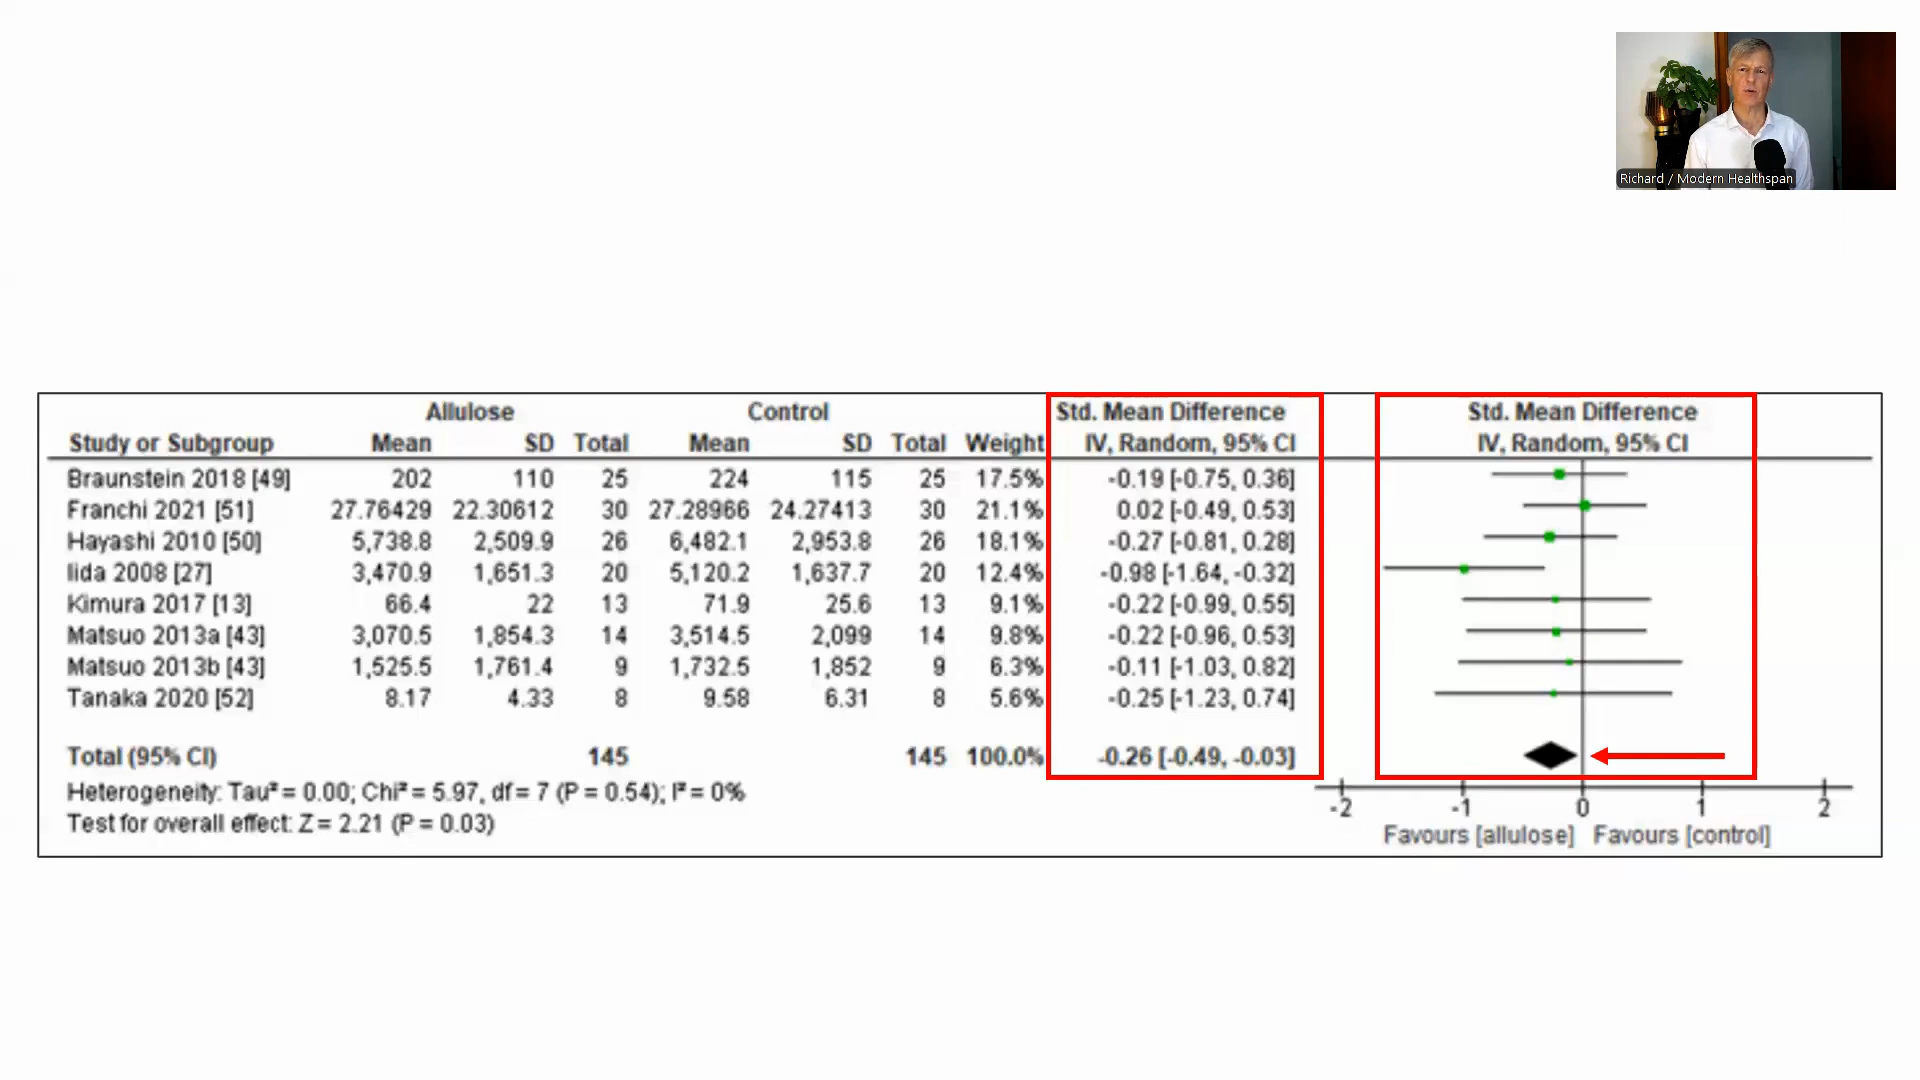 Richard / Modern Healthspan
Allulose Control Std. Mean Difference Std. Mean Difference
Study or Subgroup Mean SD Total Mean SD Total Weight IV, Random, 95% CI IV, Random, 95% CI
Braunstein 2018 [49] 202 110 25 224 115 25 17.5% -0.19 [-0.75, 0.36]
Franchi 2021 [51] 27.76429 22.30612 30 27.28966 24.27413 30 21.1% 0.02 [-0.49, 0.53]
Hayashi 2010 [50] 5,738.8 2,509.9 26 6,482.1 2,953.8 26 18.1% -0.27 [-0.81, 0.28]
Iida 2008 [27] 3,470.9 1,651.3 20 5,120.2 1,637.7 20 12.4% -0.98 [-1.64, -0.32]
Kimura 2017 [13] 66.4 22 13 71.9 25.6 13 9.1% -0.22 [-0.99, 0.55]
Matsuo 2013a [43] 3,070.5 1,854.3 14 3,514.5 2,099 14 9.8% -0.22 [-0.96, 0.53]
Matsuo 2013b [43] 1,525.5 1,761.4 9 1,732.5 1,852 9 6.3% -0.11 [-1.03, 0.82]
Tanaka 2020 [52] 8.17 4.33 8 9.58 6.31 8 5.6% -0.25 [-1.23, 0.74]
Total (95% CI) 145 145 100.0% -0.26 [-0.49, -0.03]
Heterogeneity: Tau² = 0.00; Chi² = 5.97, df = 7 (P = 0.54); I² = 0%
Test for overall effect: Z = 2.21 (P = 0.03)
-2 -1 0 1 2
Favours [allulose] Favours [control]